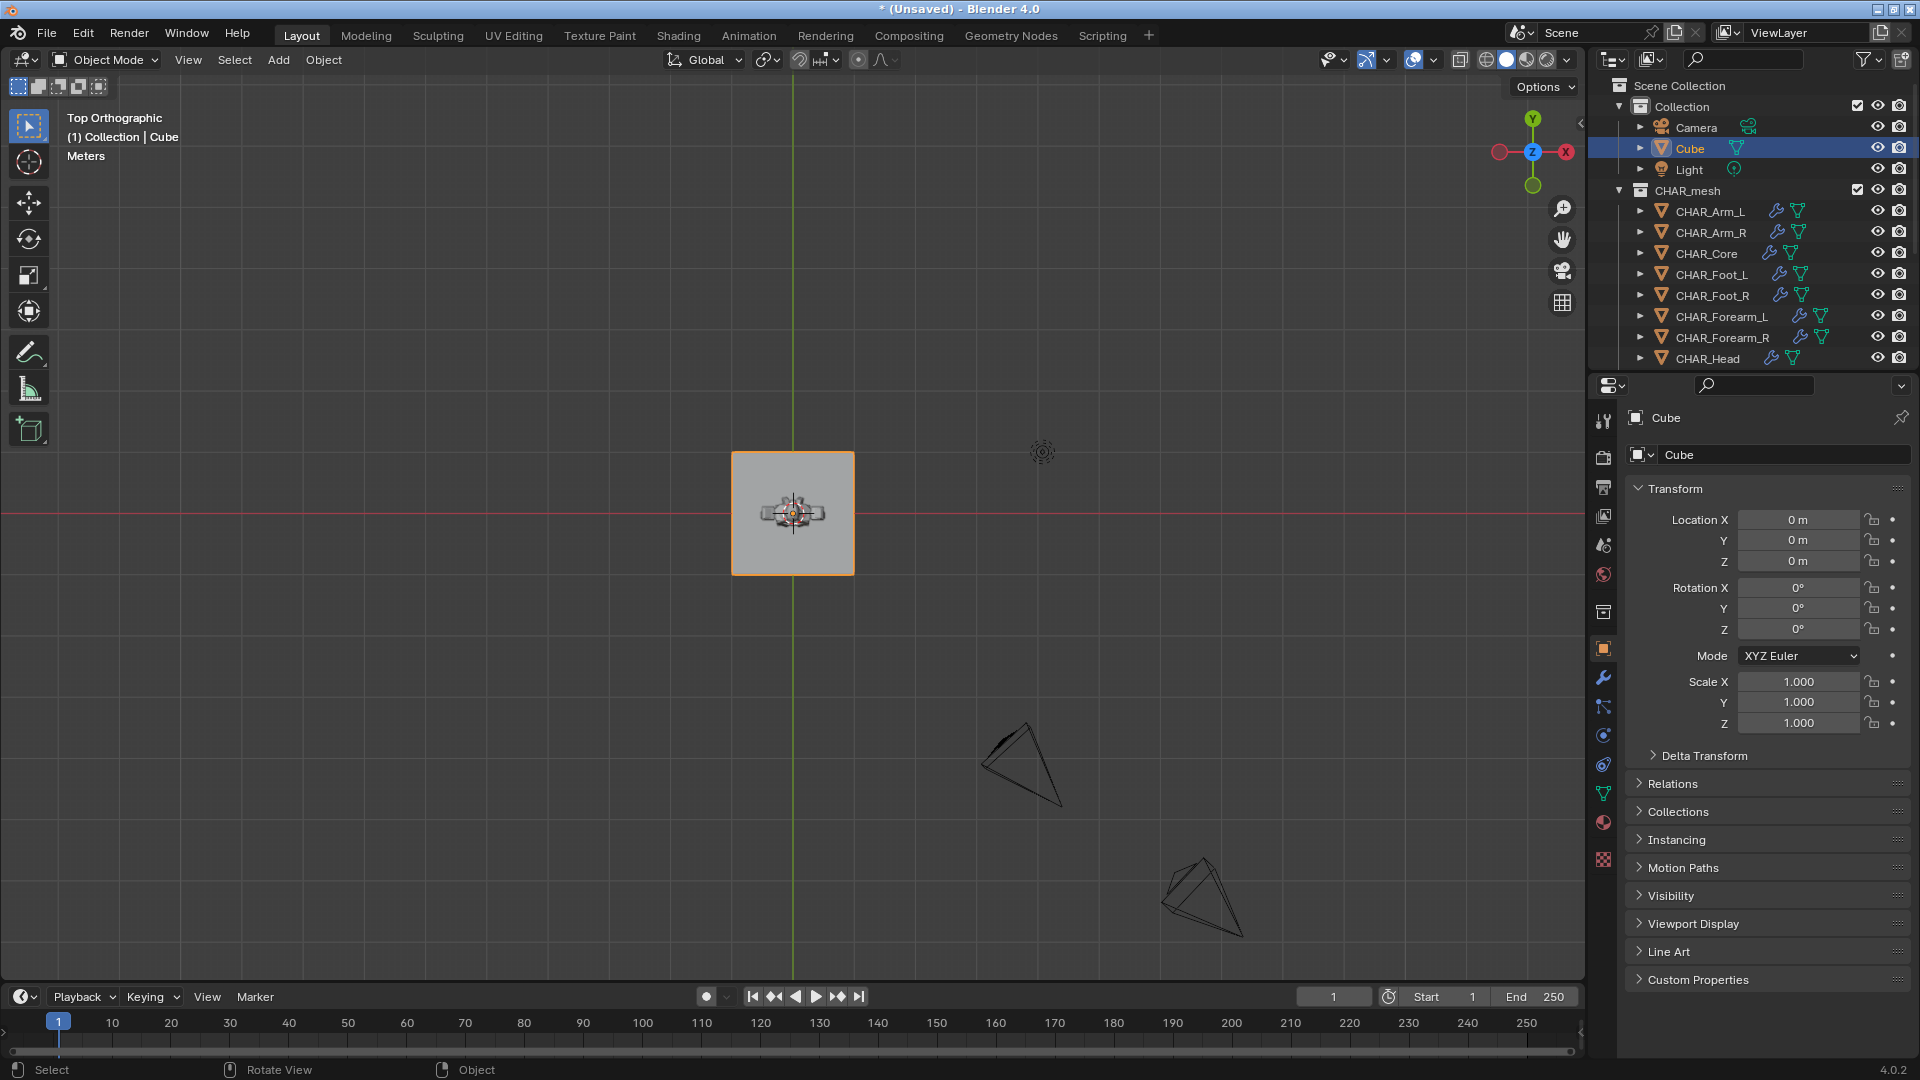 * (Unsaved) - Blender 4.0
File Edit Render Window Help Layout Modeling Sculpting UV Editing Texture Paint Shading Animation Rendering Compositing Geometry Nodes Scripting Scene ViewLayer
Object Mode View Select Add Object Global
Options
Top Orthographic
(1) Collection | Cube
Meters
Y
Z
X
Scene Collection
Collection
Camera
Cube
Light
CHAR_mesh
CHAR_Arm_L
CHAR_Arm_R
CHAR_Core
CHAR_Foot_L
CHAR_Foot_R
CHAR_Forearm_L
CHAR_Forearm_R
CHAR_Head
Cube
Cube
Transform
Location X 0 m
Y 0 m
Z 0 m
Rotation X 0°
Y 0°
Z 0°
Mode XYZ Euler
Scale X 1.000
Y 1.000
Z 1.000
Delta Transform
Relations
Collections
Instancing
Motion Paths
Visibility
Viewport Display
Line Art
Custom Properties
Playback Keying View Marker 1 Start 1 End 250
1 10 20 30 40 50 60 70 80 90 100 110 120 130 140 150 160 170 180 190 200 210 220 230 240 250
Select Rotate View Object 4.0.2